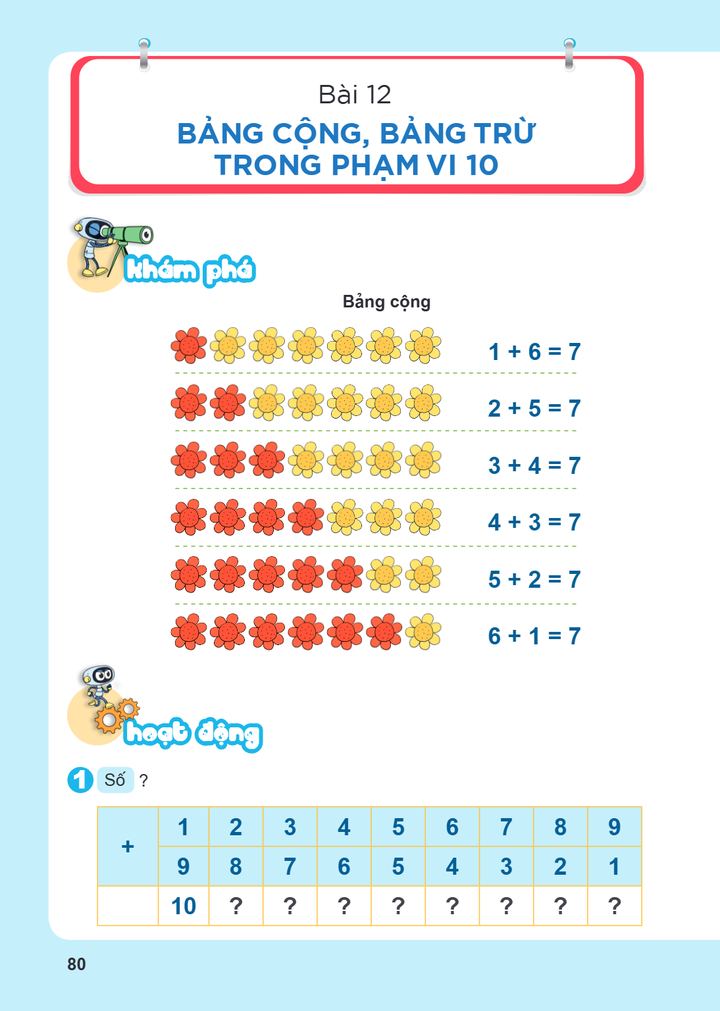 Bài 12
BẢNG CỘNG, BẢNG TRỪ
TRONG PHẠM VI 10
khám phá
Bảng cộng
1 + 6 = 7
2 + 5 = 7
3 + 4 = 7
4 + 3 = 7
5 + 2 = 7
6 + 1 = 7
hoạt động
1 Số ?
+ 1 2 3 4 5 6 7 8 9
9 8 7 6 5 4 3 2 1
10 ? ? ? ? ? ? ? ?
80